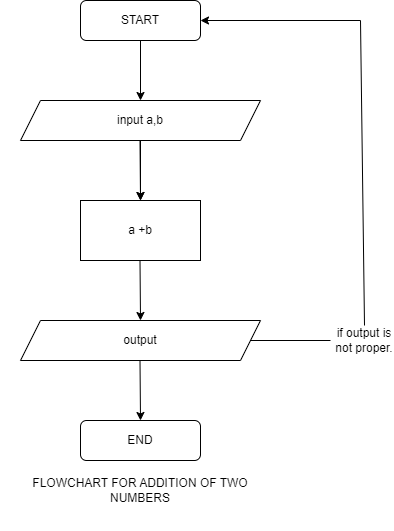 START
input a,b
a +b
output
if output is
not proper.
END
FLOWCHART FOR ADDITION OF TWO
NUMBERS